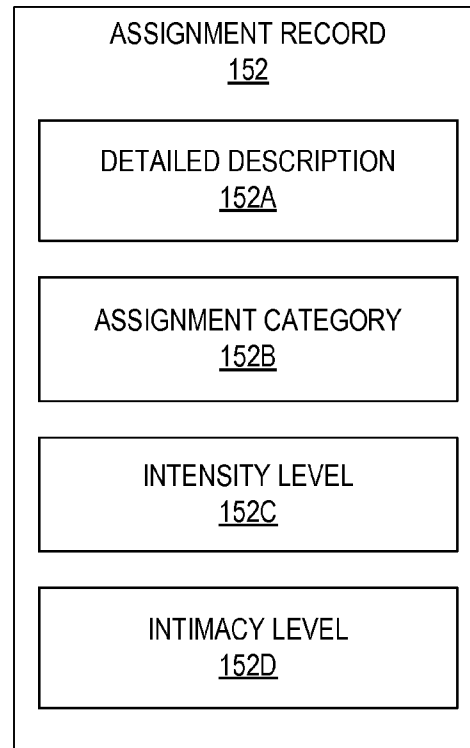 ASSIGNMENT RECORD
152
DETAILED DESCRIPTION
152A
ASSIGNMENT CATEGORY
152B
INTENSITY LEVEL
152C
INTIMACY LEVEL
152D